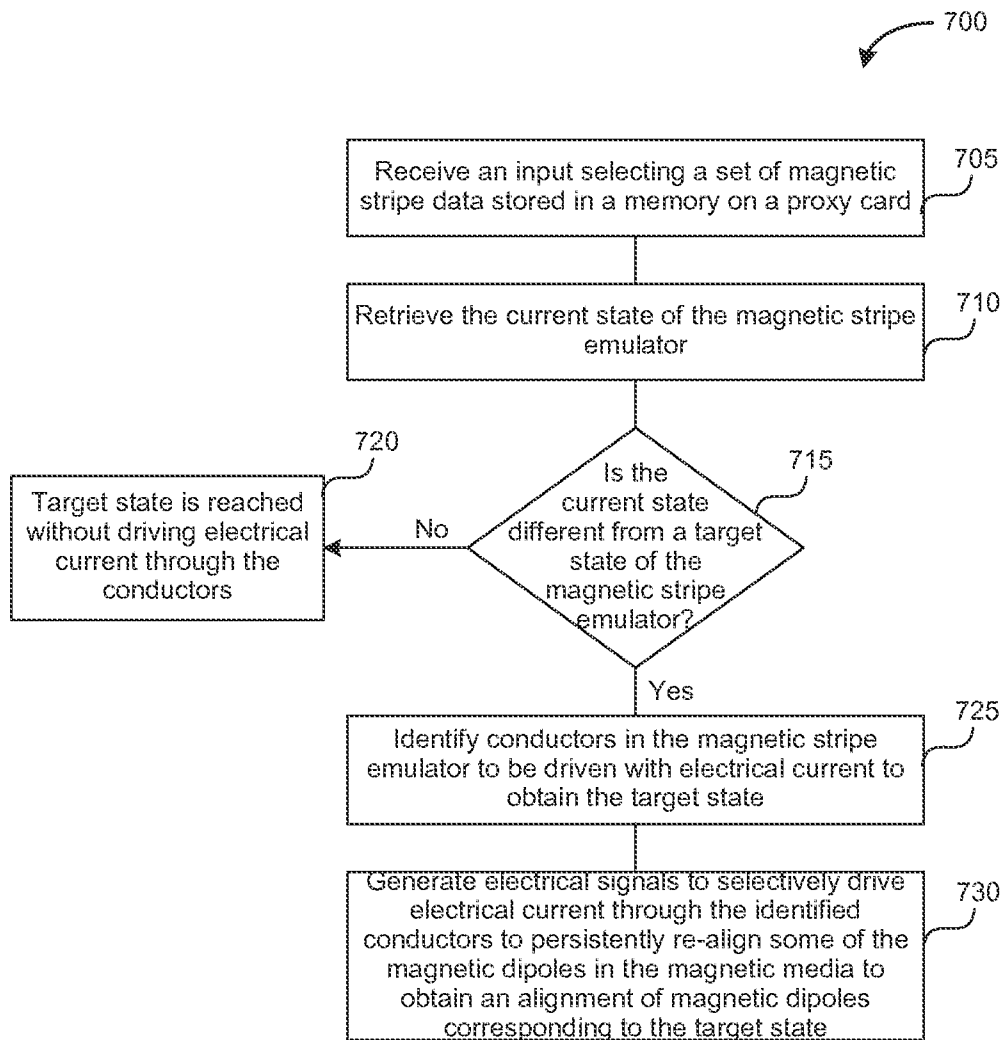 700
Receive an input selecting a set of magnetic
stripe data stored in a memory on a proxy card
705
Retrieve the current state of the magnetic stripe
emulator
710
Is the
current state
different from a target
state of the
magnetic stripe
emulator?
715
No
720
Target state is reached
without driving electrical
current through the
conductors
Yes
Identify conductors in the magnetic stripe
emulator to be driven with electrical current to
obtain the target state
725
Generate electrical signals to selectively drive
electrical current through the identified
conductors to persistently re-align some of the
magnetic dipoles in the magnetic media to
obtain an alignment of magnetic dipoles
corresponding to the target state
730